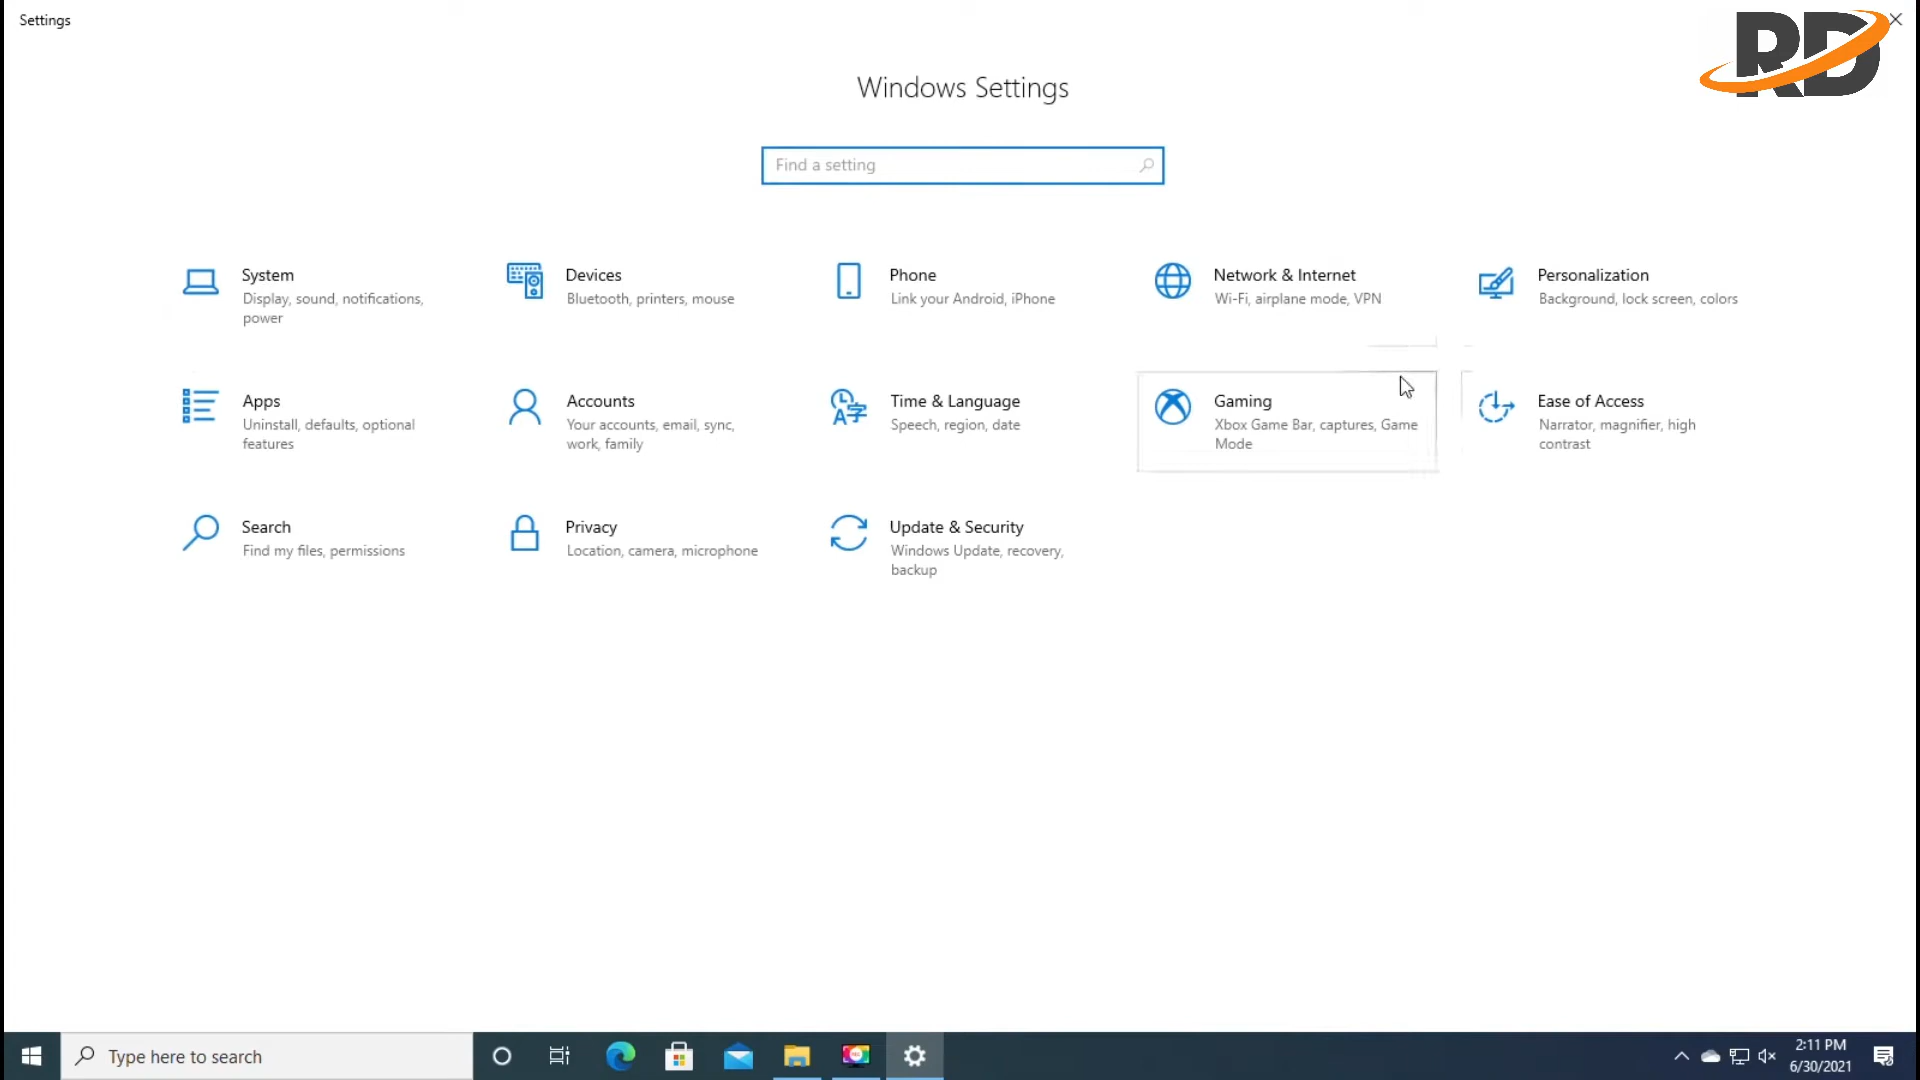 Settings
RD
Windows Settings
Find a setting
System
Display, sound, notifications,
power
Devices
Bluetooth, printers, mouse
Phone
Link your Android, iPhone
Network & Internet
Wi-Fi, airplane mode, VPN
Personalization
Background, lock screen, colors
Apps
Uninstall, defaults, optional
features
Accounts
Your accounts, email, sync,
work, family
Time & Language
Speech, region, date
Gaming
Xbox Game Bar, captures, Game
Mode
Ease of Access
Narrator, magnifier, high
contrast
Search
Find my files, permissions
Privacy
Location, camera, microphone
Update & Security
Windows Update, recovery,
backup
Type here to search
2:11 PM
6/30/2021